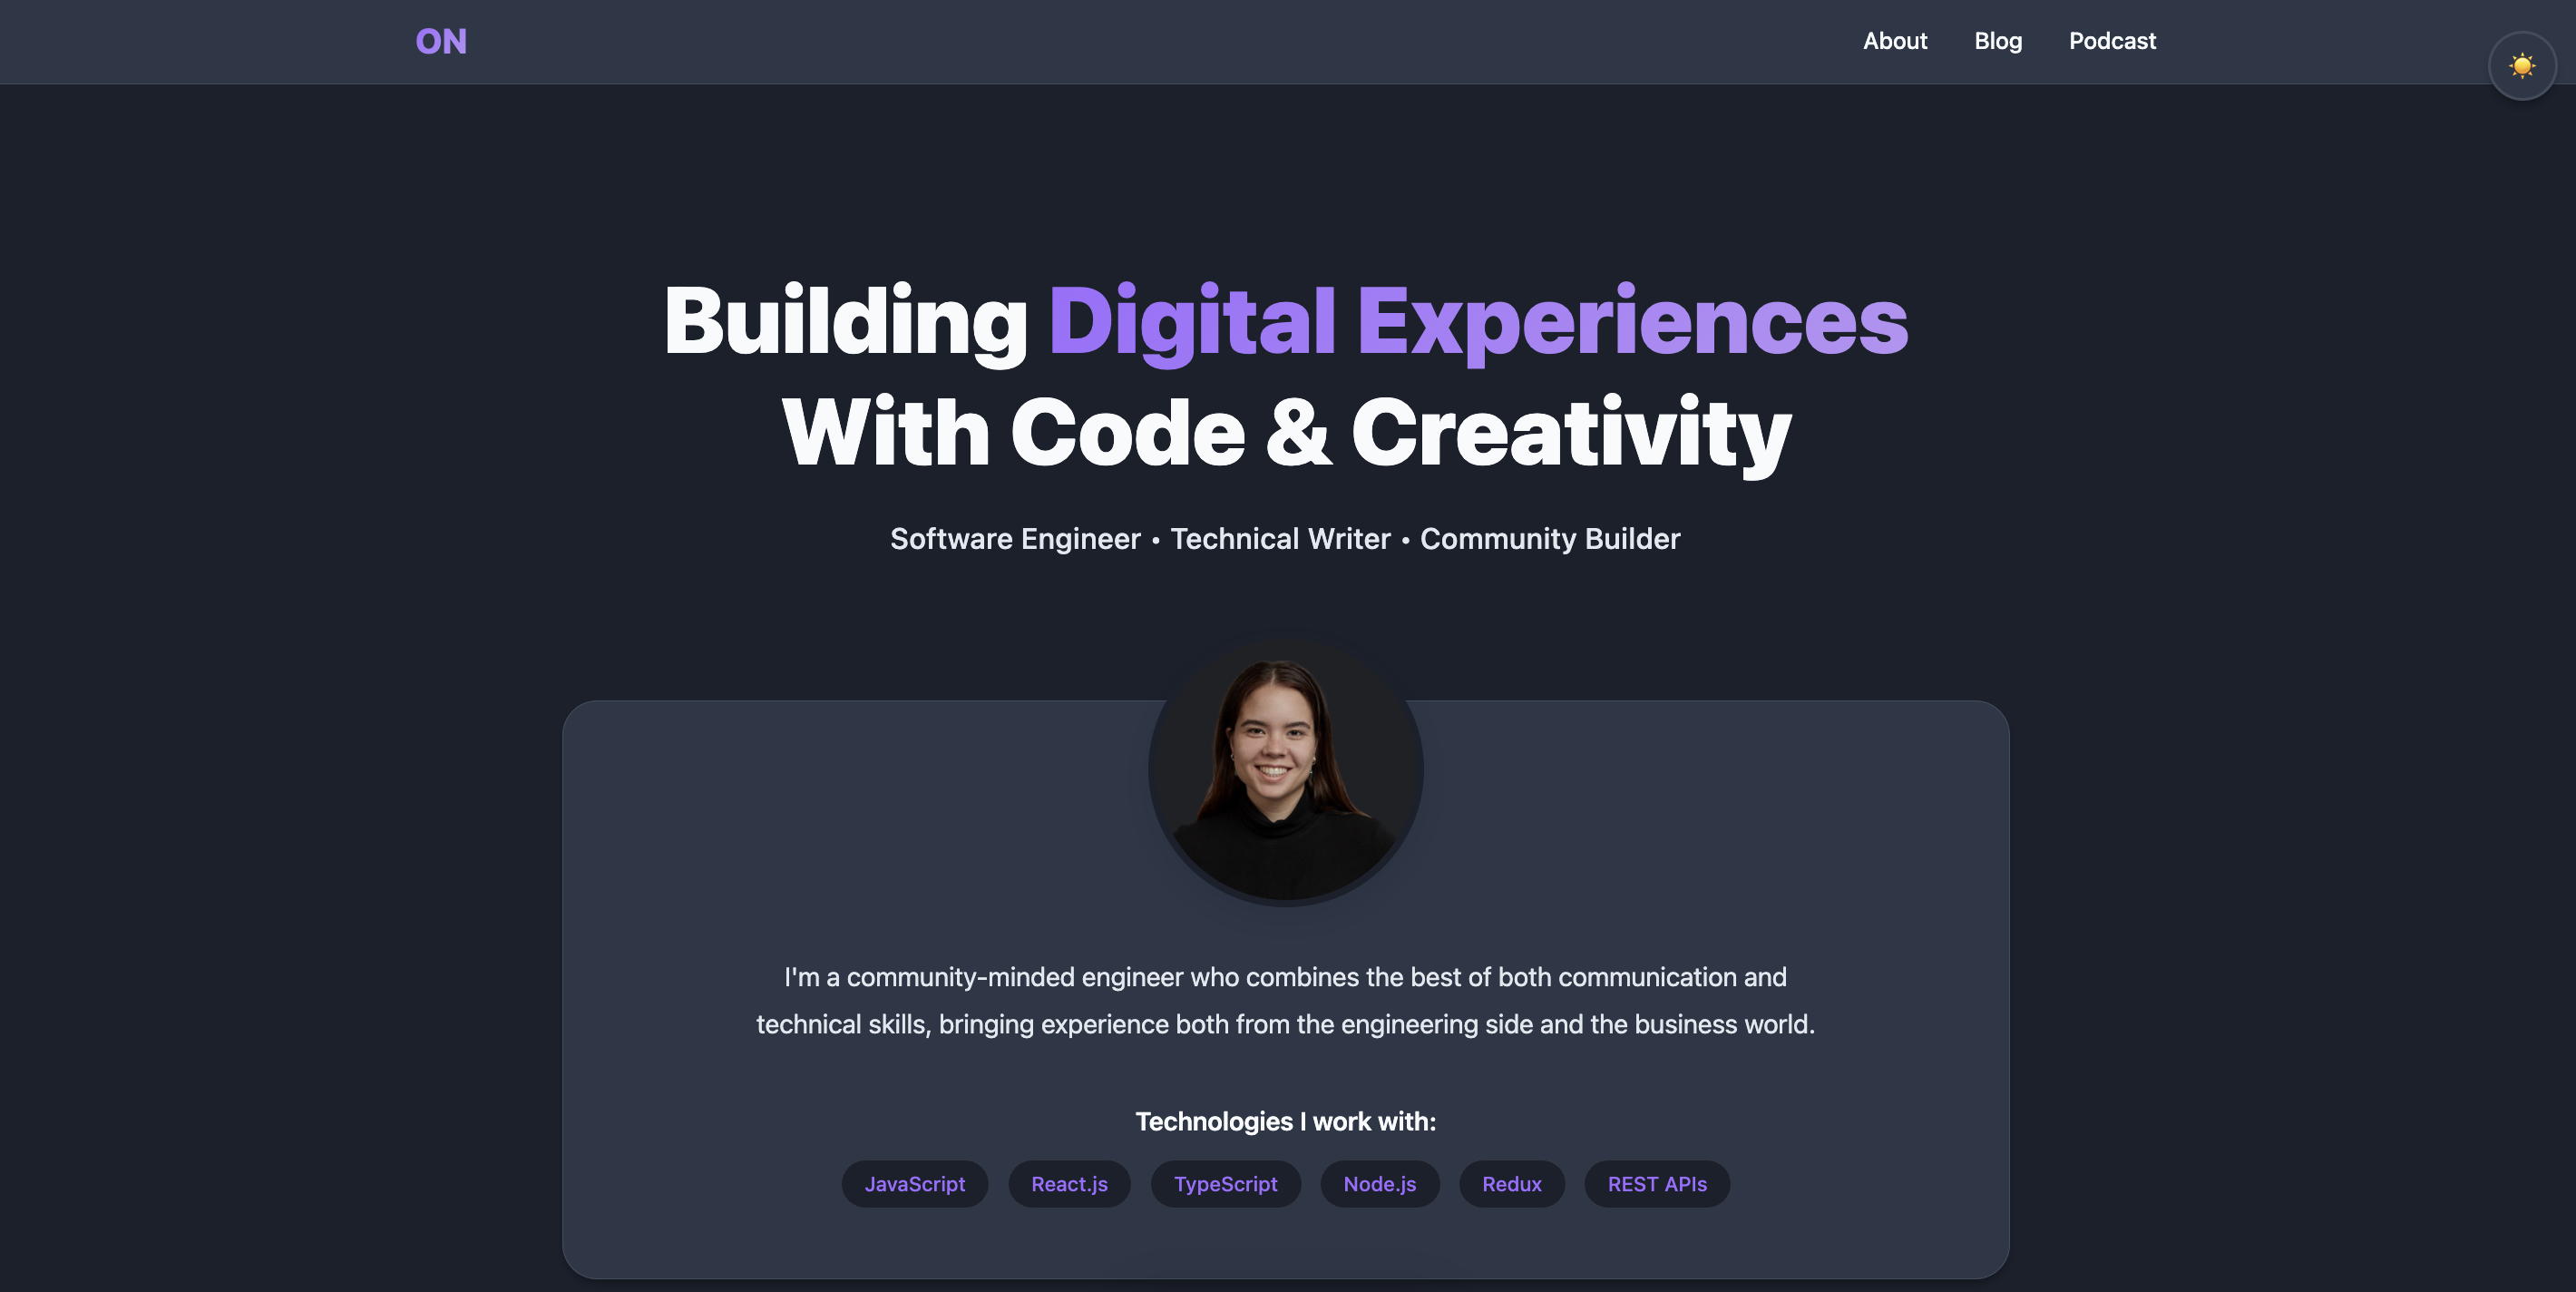 ON
About Blog Podcast
Building Digital Experiences
With Code & Creativity
Software Engineer • Technical Writer • Community Builder
I'm a community-minded engineer who combines the best of both communication and
technical skills, bringing experience both from the engineering side and the business world.
Technologies I work with:
JavaScript React.js TypeScript Node.js Redux REST APIs